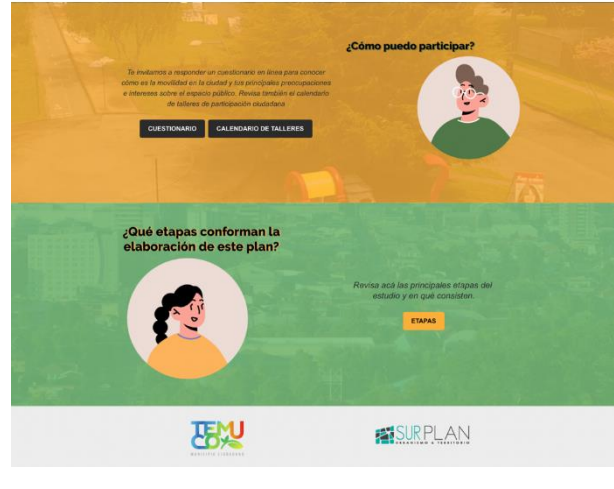 ¿Cómo puedo participar?
Te invitamos a responder un cuestionario en línea para conocer
cómo es la movilidad en la ciudad y tus principales preocupaciones
e intereses sobre el espacio público. Revisa también el calendario
de talleres de participación ciudadana
CUESTIONARIO CALENDARIO DE TALLERES
¿Qué etapas conforman la
elaboración de este plan?
Revisa acá las principales etapas del
estudio y en qué consisten.
ETAPAS
TEMUCO
MUNICIPIO CIUDADANO
SURPLAN
URBANISMO & TERRITORIO